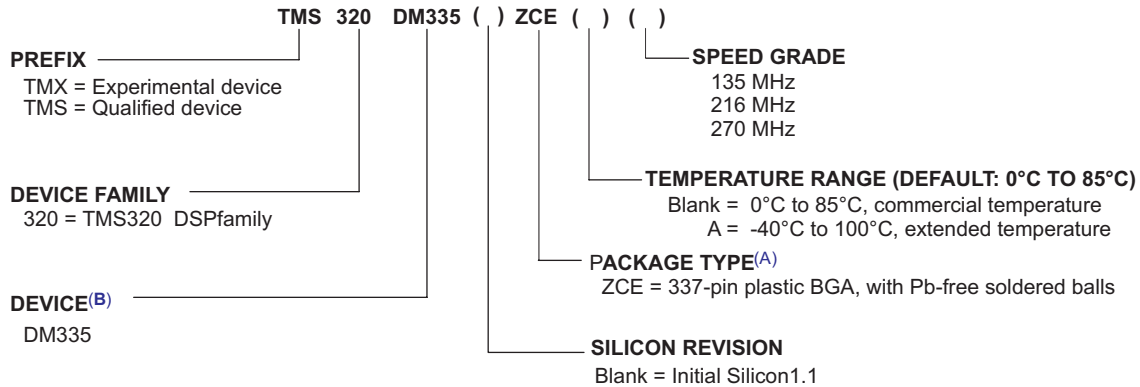 TMS 320 DM335 ( ) ZCE ( ) ( )
PREFIX
TMX = Experimental device
TMS = Qualified device
SPEED GRADE
135 MHz
216 MHz
270 MHz
DEVICE FAMILY
320 = TMS320 DSPfamily
TEMPERATURE RANGE (DEFAULT: 0°C TO 85°C)
Blank = 0°C to 85°C, commercial temperature
A = -40°C to 100°C, extended temperature
PACKAGE TYPE(A)
ZCE = 337-pin plastic BGA, with Pb-free soldered balls
DEVICE(B)
DM335
SILICON REVISION
Blank = Initial Silicon1.1